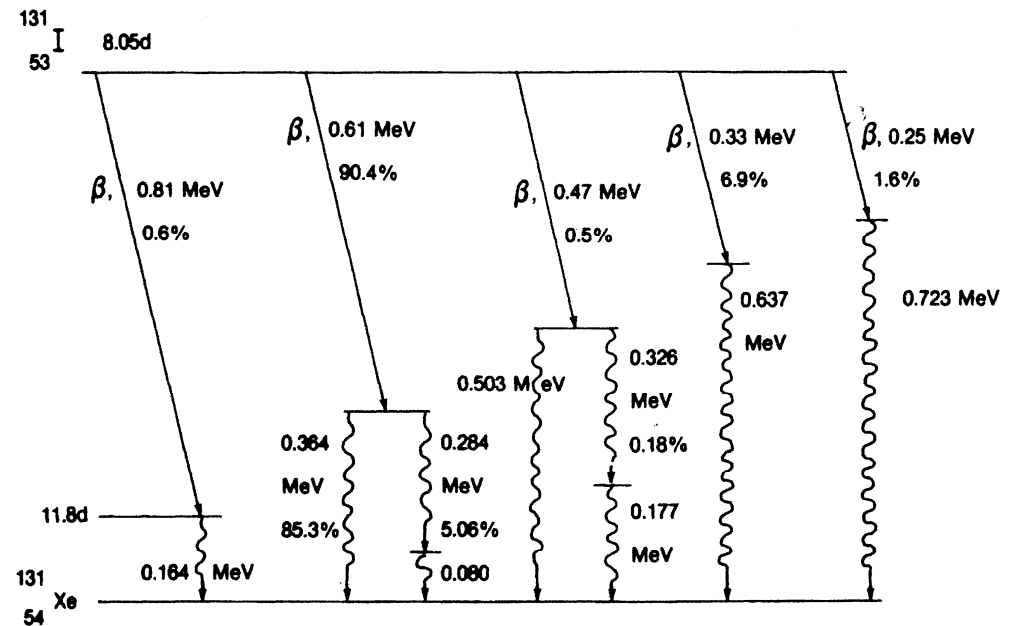 131
I 8.05d
53
β, 0.81 MeV
0.6%
β, 0.61 MeV
90.4%
β, 0.47 MeV
0.5%
β, 0.33 MeV
6.9%
β, 0.25 MeV
1.6%
0.723 MeV
0.637
MeV
0.503 MeV
0.326
MeV
0.18%
0.177
MeV
0.364
MeV
85.3%
0.284
MeV
5.06%
0.080
11.8d
0.164 MeV
131
Xe
54